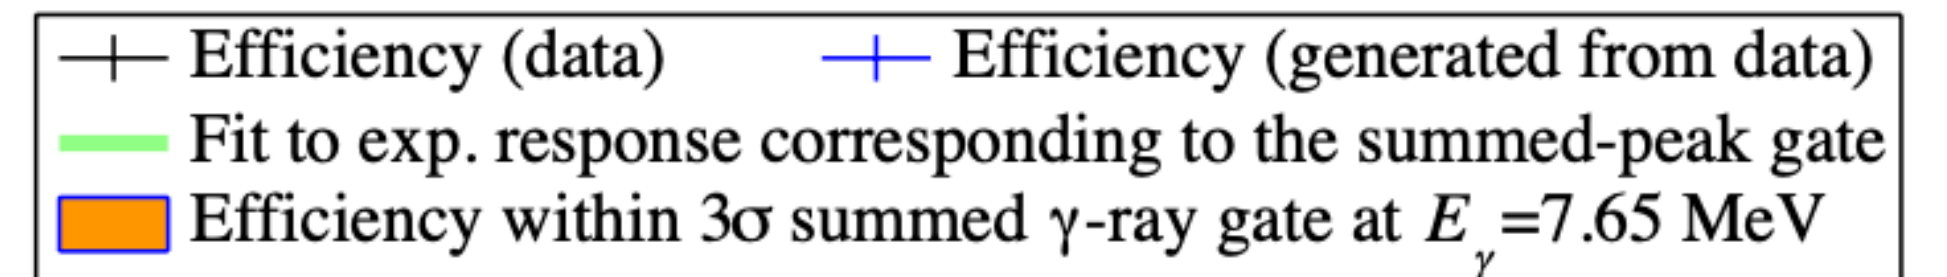 Efficiency (data) Efficiency (generated from data)
Fit to exp. response corresponding to the summed-peak gate
Efficiency within 3σ summed γ-ray gate at E_γ=7.65 MeV